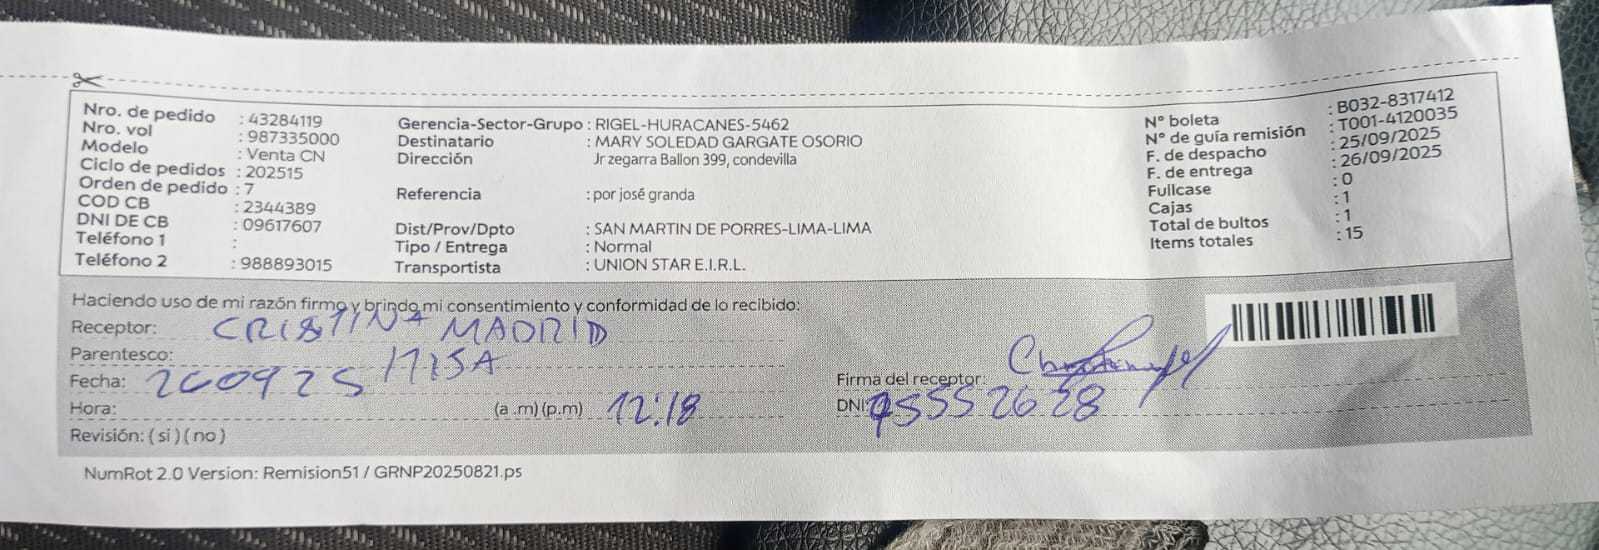 Nro. de pedido : 43284119
Nro. vol : 987335000
Modelo : Venta CN
Ciclo de pedidos : 202515
Orden de pedido : 7
COD CB : 2344389
DNI DE CB : 09617607
Teléfono 1 :
Teléfono 2 : 988893015
Gerencia-Sector-Grupo : RIGEL-HURACANES-5462
Destinatario : MARY SOLEDAD GARGATE OSORIO
Dirección Jr zegarra Ballon 399, condevilla
Referencia : por josé granda
Dist/Prov/Dpto : SAN MARTIN DE PORRES-LIMA-LIMA
Tipo / Entrega : Normal
Transportista : UNION STAR E.I.R.L.
N° boleta : B032-8317412
N° de guía remisión : T001-4120035
F. de despacho : 25/09/2025
F. de entrega : 26/09/2025
Fullcase : 0
Cajas : 1
Total de bultos : 1
Items totales : 15
Haciendo uso de mi razón firmo y brindo mi consentimiento y conformidad de lo recibido:
Receptor: CRISTINA MADRID
Parentesco:
Fecha: 260925
Hora: (a .m) (p.m) 12:18
Revisión: ( si ) ( no )
Firma del receptor:
DNI: 75552628
NumRot 2.0 Version: Remision51 / GRNP20250821.ps